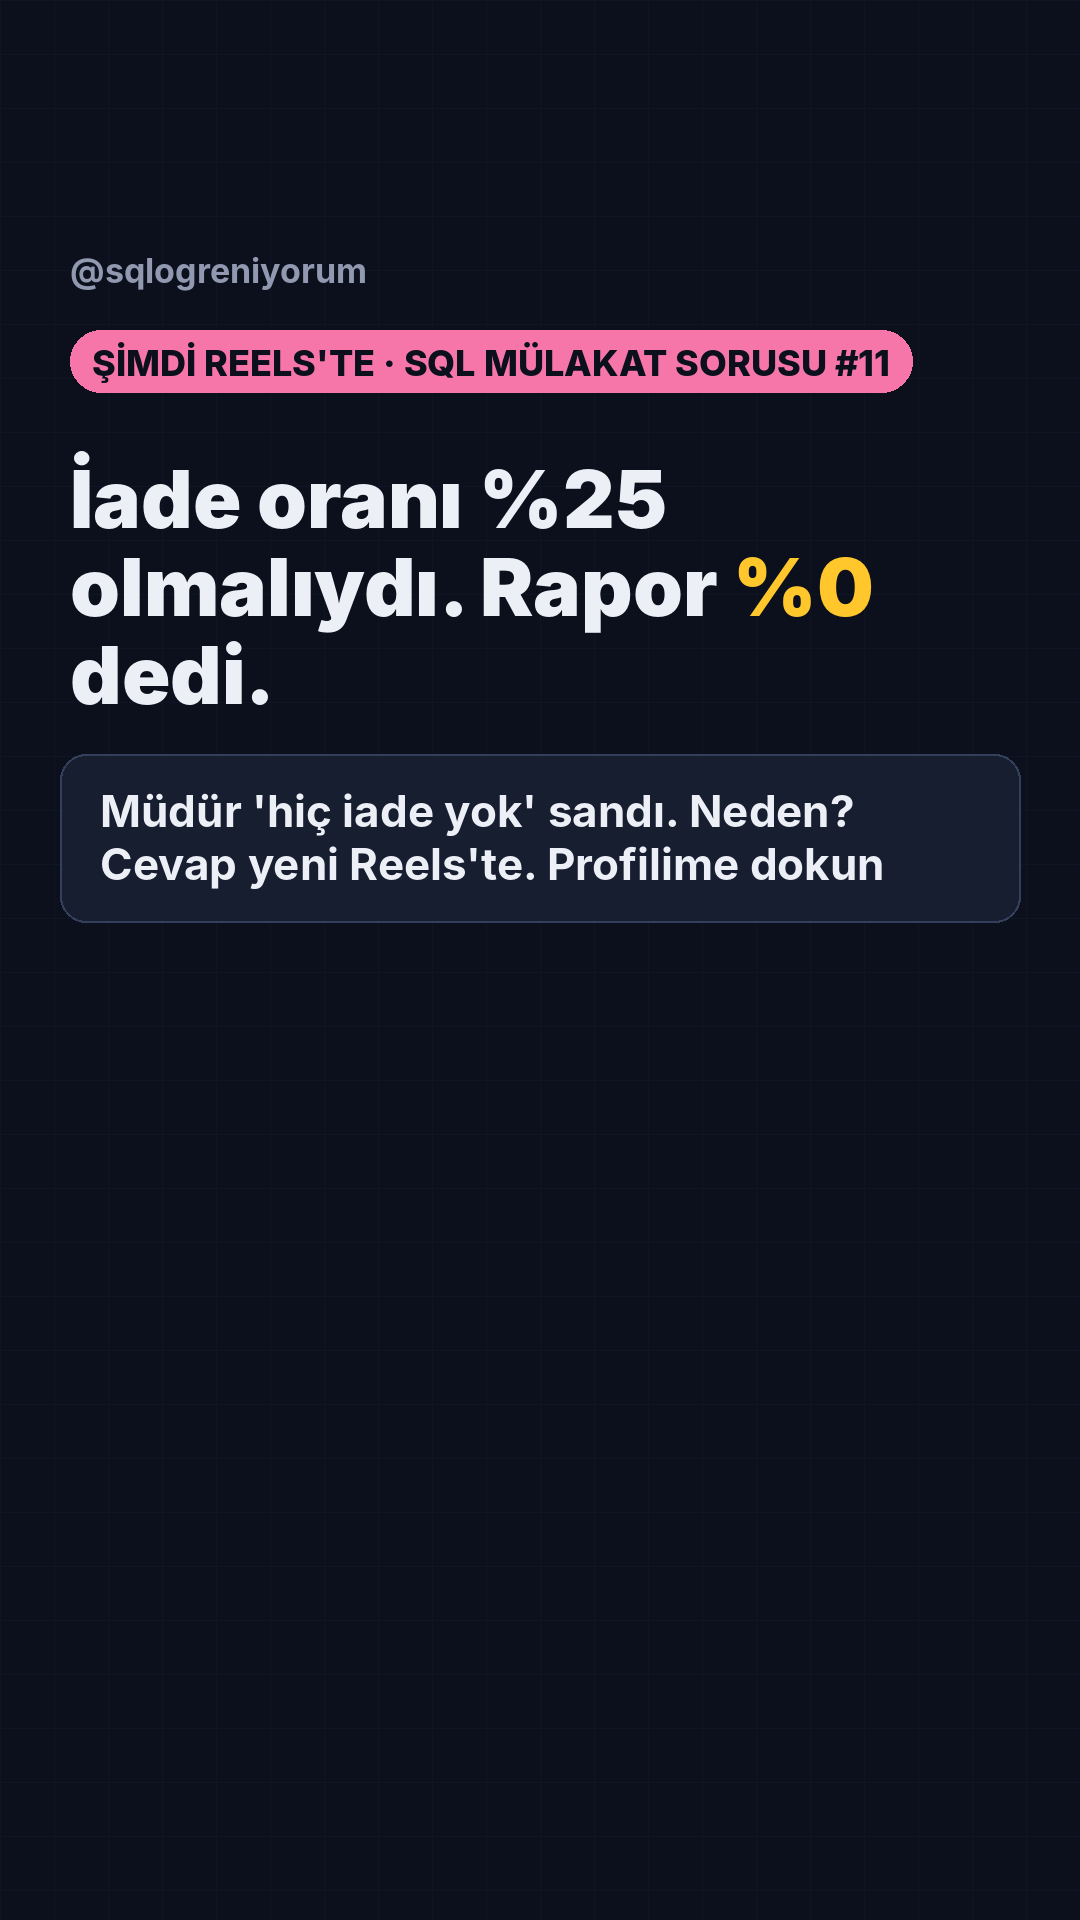 @sqlogreniyorum
ŞİMDİ REELS'TE · SQL MÜLAKAT SORUSU #11
İade oranı %25
olmalıydı. Rapor %0
dedi.
Müdür 'hiç iade yok' sandı. Neden?
Cevap yeni Reels'te. Profilime dokun